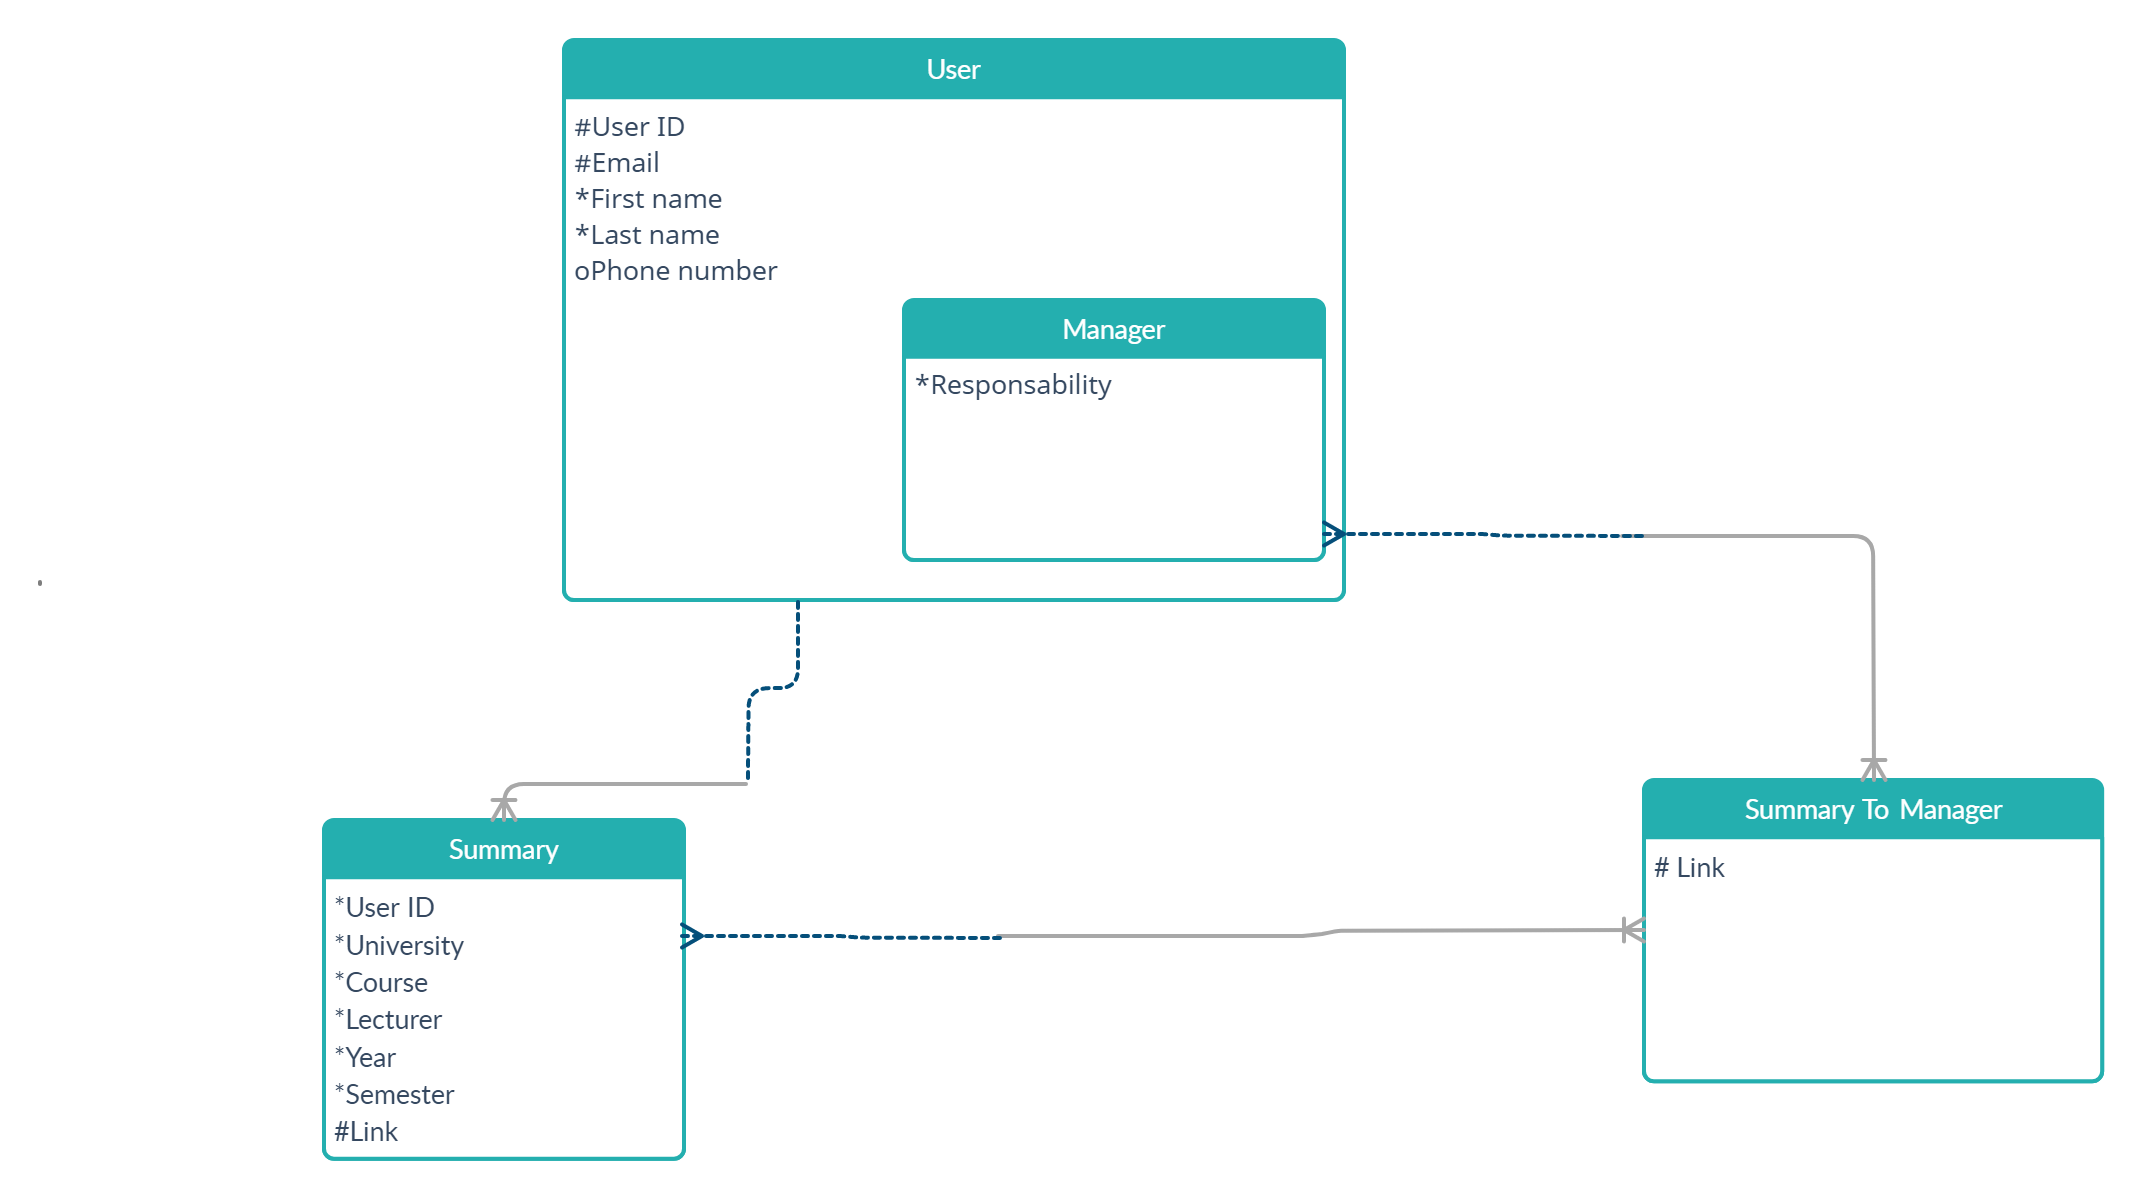 User
#User ID
#Email
*First name
*Last name
oPhone number
Manager
*Responsability
Summary
*User ID
*University
*Course
*Lecturer
*Year
*Semester
#Link
Summary To Manager
# Link